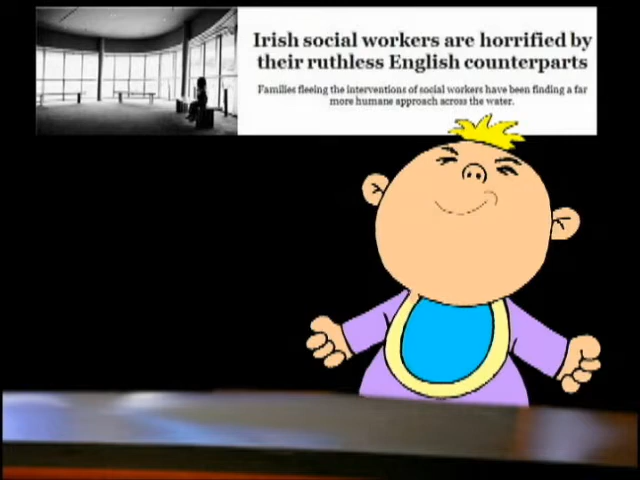 Irish social workers are horrified by
their ruthless English counterparts
Families fleeing the interventions of social workers have been finding a far
more humane approach across the water.